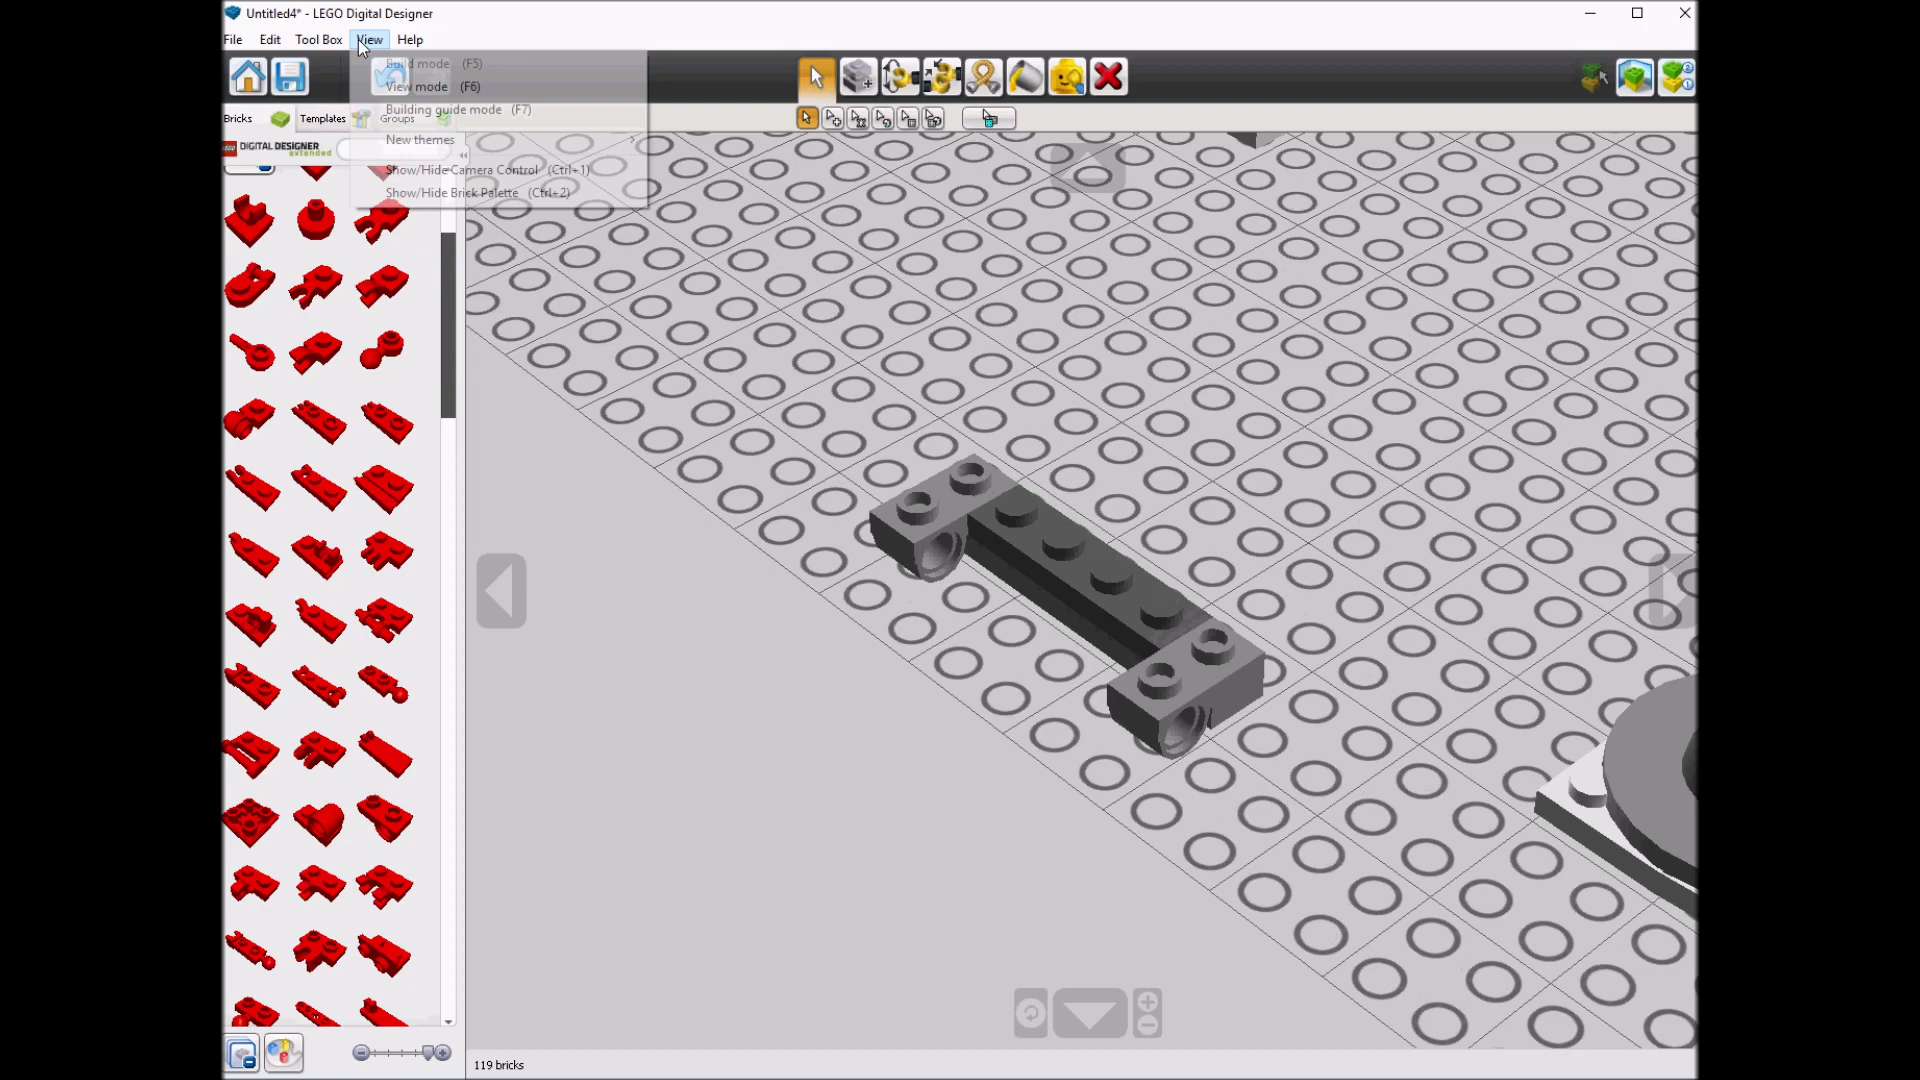 Untitled4* - LEGO Digital Designer
File Edit Tool Box View Help
Build mode (F5)
View mode (F6)
Building guide mode (F7)
Bricks Templates Groups
New themes
LEGO DIGITAL DESIGNER
extended
Show/Hide Camera Control (Ctrl+1)
Show/Hide Brick Palette (Ctrl+2)
119 bricks